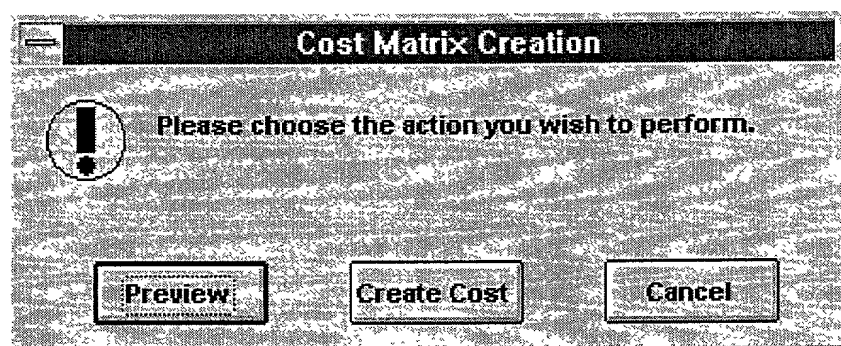 Cost Matrix Creation
Please choose the action you wish to perform.
Preview Create Cost Cancel